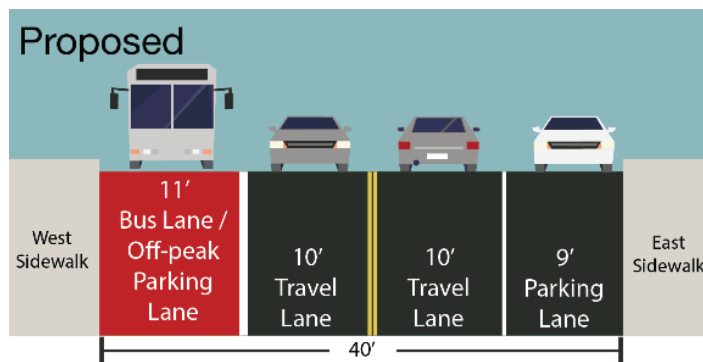 Proposed
West
Sidewalk
11’
Bus Lane /
Off-peak
Parking
Lane
10’
Travel
Lane
10’
Travel
Lane
9’
Parking
Lane
East
Sidewalk
40’